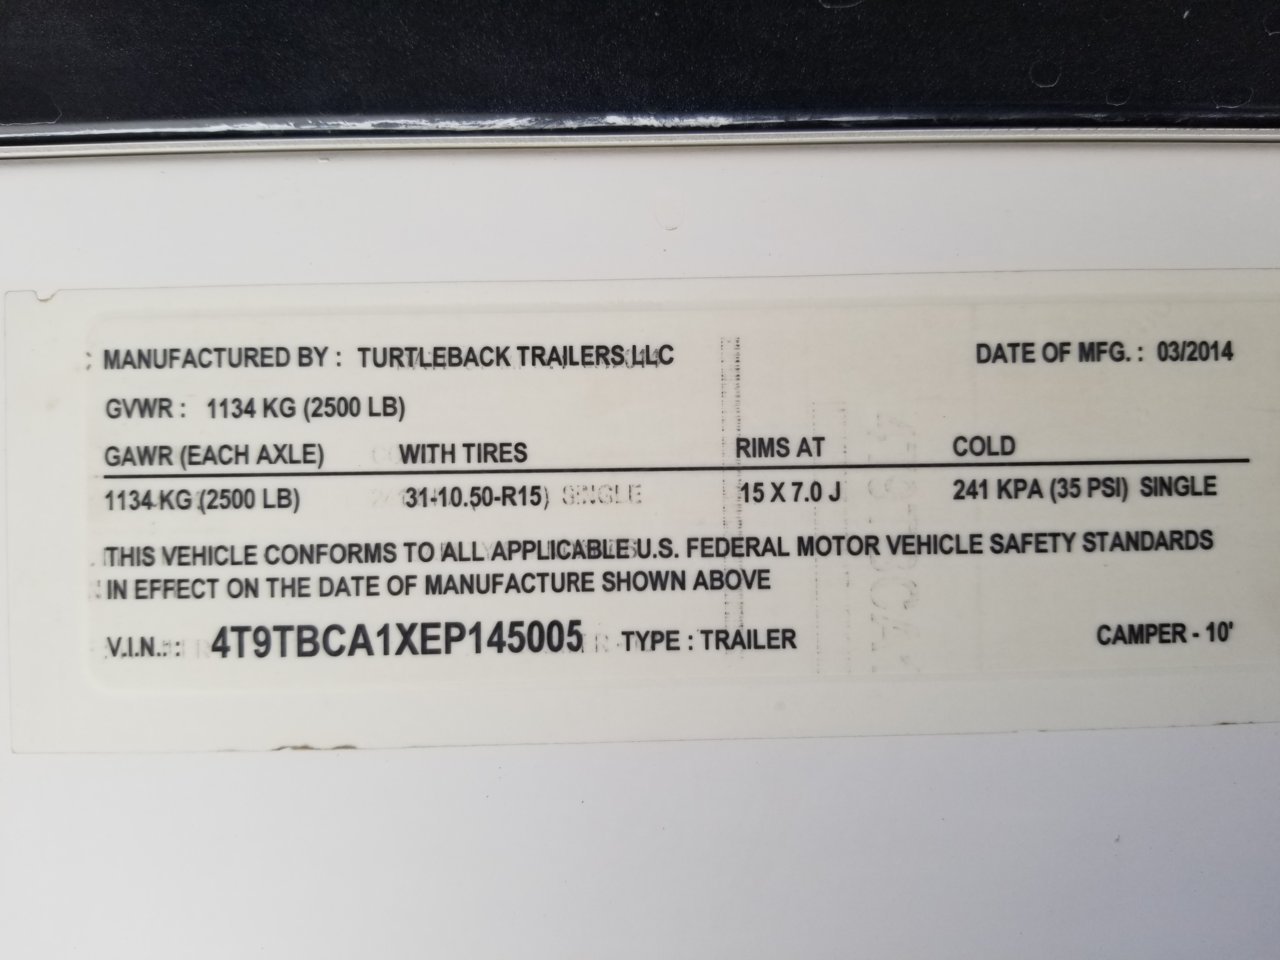 MANUFACTURED BY : TURTLEBACK TRAILERS LLC DATE OF MFG. : 03/2014
GVWR : 1134 KG (2500 LB)
GAWR (EACH AXLE) WITH TIRES RIMS AT COLD
1134 KG (2500 LB) 31-10.50-R15) SINGLE 15 X 7.0 J 241 KPA (35 PSI) SINGLE
THIS VEHICLE CONFORMS TO ALL APPLICABLE U.S. FEDERAL MOTOR VEHICLE SAFETY STANDARDS
IN EFFECT ON THE DATE OF MANUFACTURE SHOWN ABOVE
V.I.N. : 4T9TBCA1XEP145005 TYPE : TRAILER CAMPER - 10'